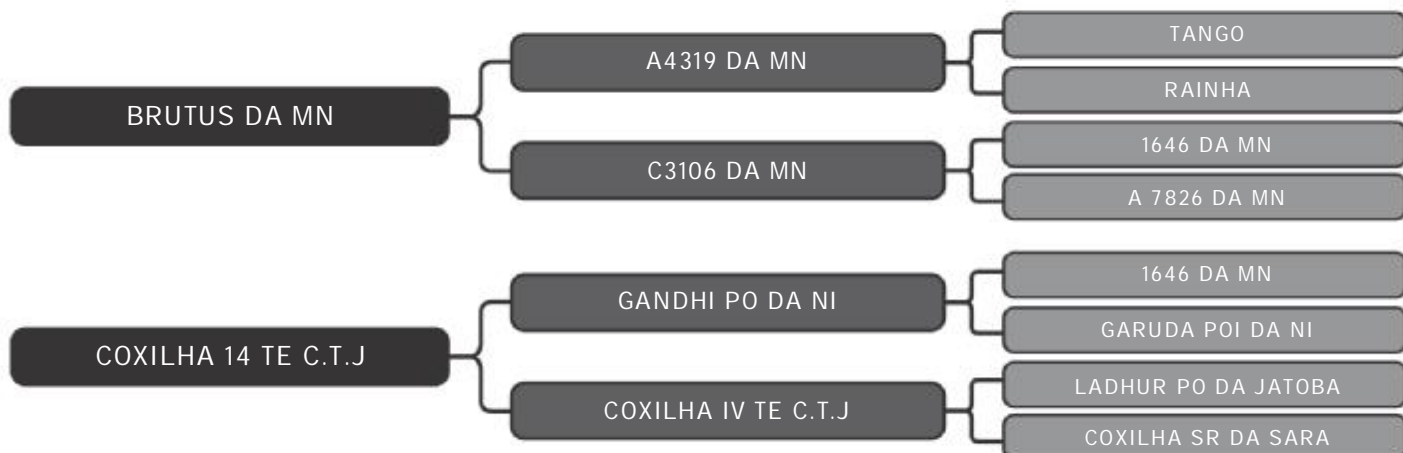 BRUTUS DA MN
A4319 DA MN
TANGO
RAINHA
C3106 DA MN
1646 DA MN
A 7826 DA MN
COXILHA 14 TE C.T.J
GANDHI PO DA NI
1646 DA MN
GARUDA POI DA NI
COXILHA IV TE C.T.J
LADHUR PO DA JATOBA
COXILHA SR DA SARA